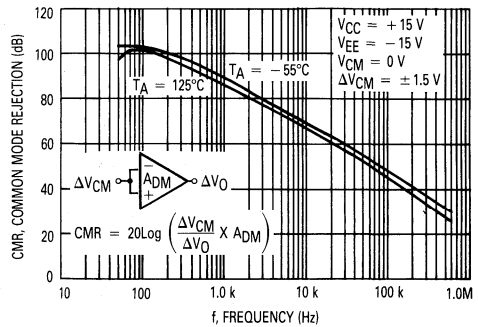 CMR, COMMON MODE REJECTION (dB)
120
100
80
60
40
20
0
10
100
1.0 k
10 k
100 k
1.0M
f, FREQUENCY (Hz)
VCC = +15 V
VEE = −15 V
VCM = 0 V
ΔVCM = ±1.5 V
TA = −55°C
TA = 125°C
ΔVCM
−
ADM
+
ΔVO
CMR = 20Log (ΔVCM/ΔVO X ADM)